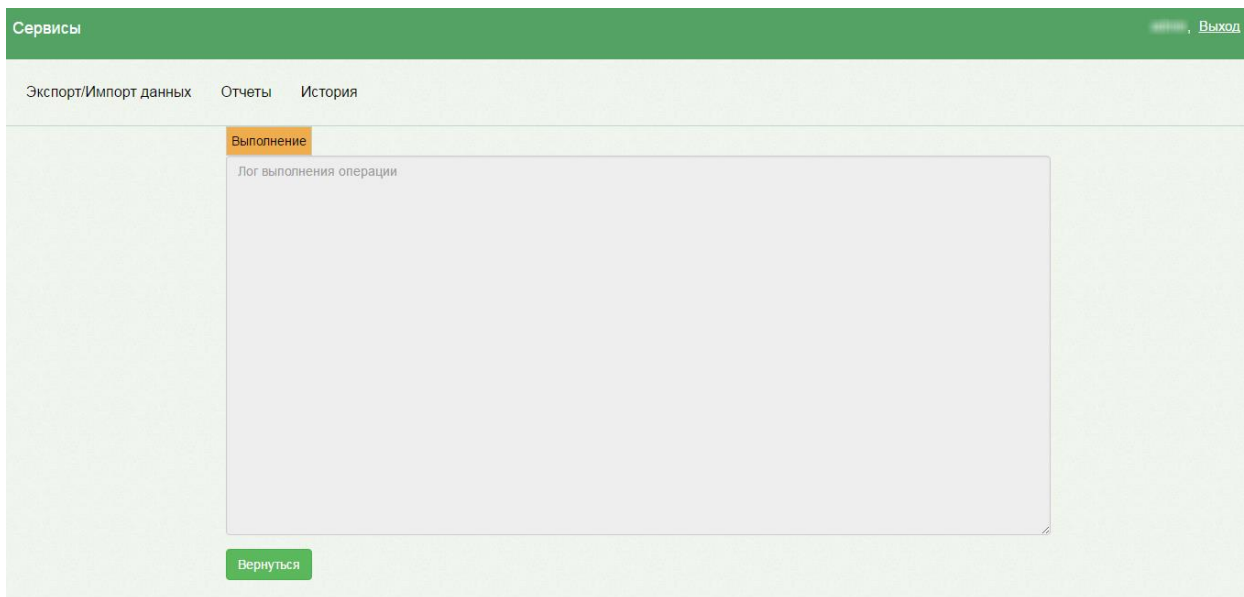 Сервисы
, Выход
Экспорт/Импорт данных Отчеты История
Выполнение
Лог выполнения операции
Вернуться